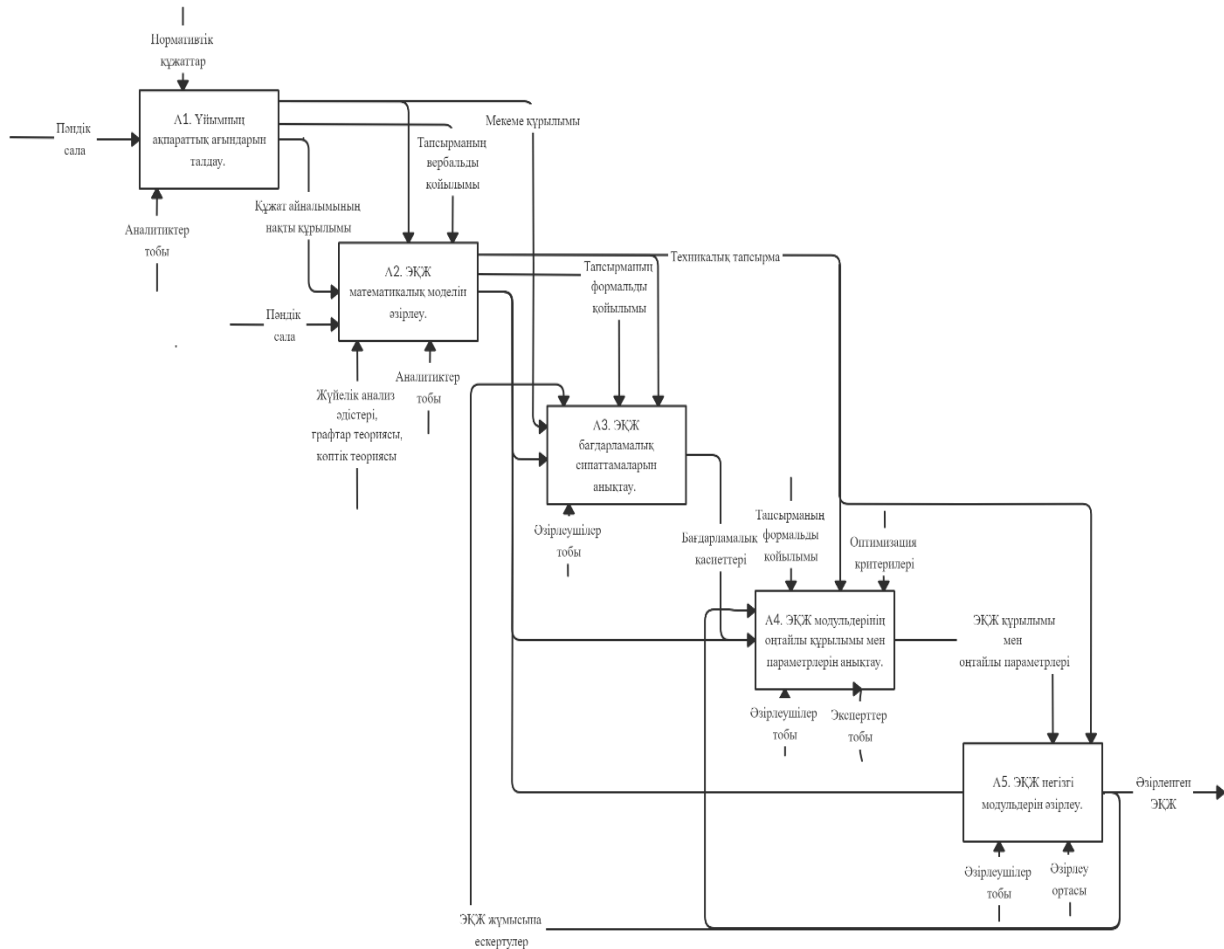 Нормативтік
құжаттар
А1. Ұйымның
ақпараттық ағындарын
талдау.
Пәндік
сала
Аналитиктер
тобы
Мекеме құрылымы
Тапсырманың
вербальды
қойылымы
Құжат айналымының
нақты құрылымы
А2. ЭҚЖ
математикалық моделін
әзірлеу.
Пәндік
сала
Жүйелік анализ
әдістері,
графтар теориясы,
көптік теориясы
Аналитиктер
тобы
Техникалық тапсырма
Тапсырманың
формальды
қойылымы
А3. ЭҚЖ
бағдарламалық
сипаттамаларын
анықтау.
Әзірлеушілер
тобы
Бағдарламалық
қасиеттері
Тапсырманың
формальды
қойылымы
Оптимизация
критерилері
А4. ЭҚЖ модульдерінің
оңтайлы құрылымы мен
параметрлерін анықтау.
Әзірлеушілер
тобы
Эксперттер
тобы
ЭҚЖ құрылымы
мен
оңтайлы параметрлері
А5. ЭҚЖ негізгі
модульдерін әзірлеу.
Әзірленген
ЭҚЖ
Әзірлеушілер
тобы
Әзірлеу
ортасы
ЭҚЖ жұмысына
ескертулер